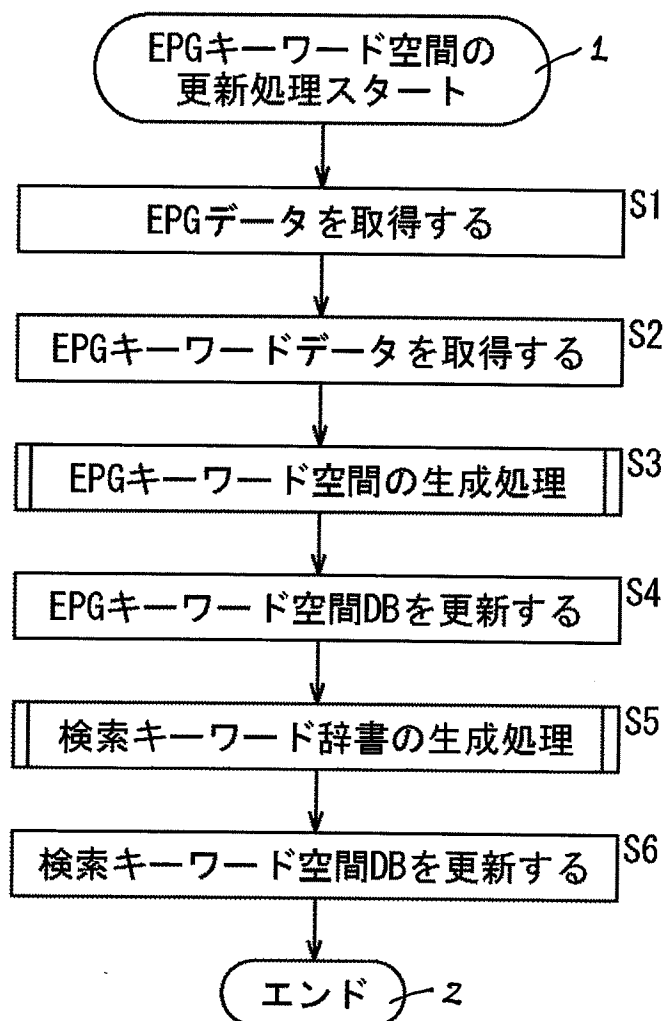 EPGキーワード空間の
更新処理スタート
1
EPGデータを取得する
S1
EPGキーワードデータを取得する
S2
EPGキーワード空間の生成処理
S3
EPGキーワード空間DBを更新する
S4
検索キーワード辞書の生成処理
S5
検索キーワード空間DBを更新する
S6
エンド
2